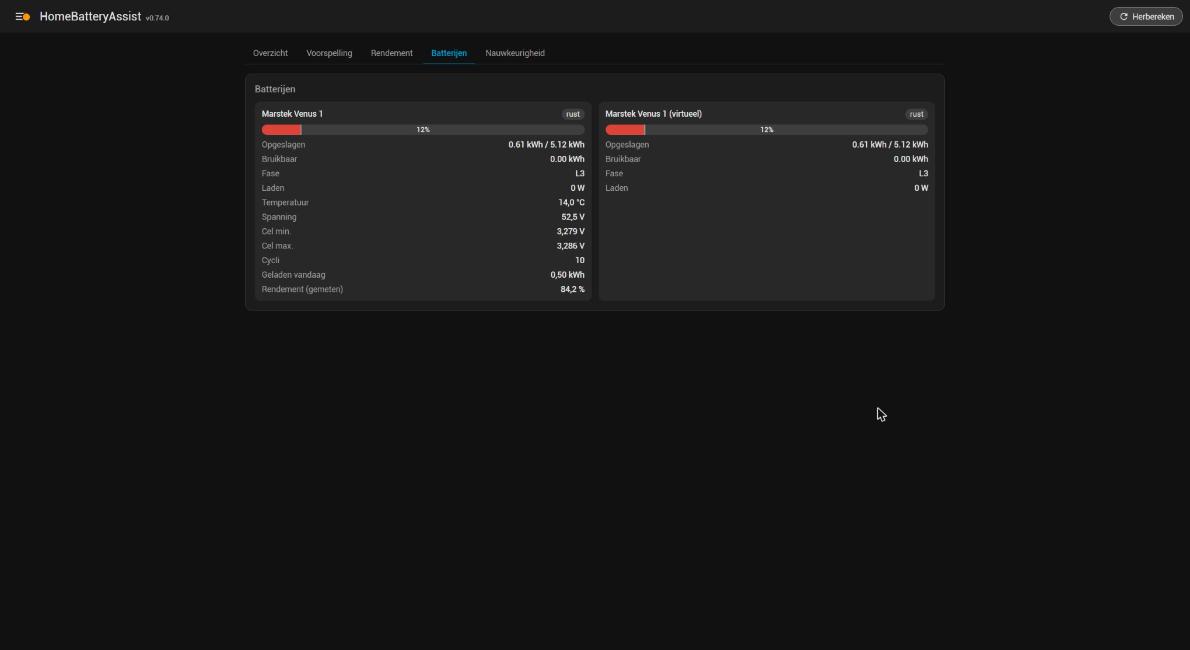 HomeBatteryAssist v0.74.0
Herbereken
Overzicht Voorspelling Rendement Batterijen Nauwkeurigheid
Batterijen
Marstek Venus 1 rust
12%
Opgeslagen 0.61 kWh / 5.12 kWh
Bruikbaar 0.00 kWh
Fase L3
Laden 0 W
Temperatuur 14,0 °C
Spanning 52,5 V
Cel min. 3,279 V
Cel max. 3,286 V
Cycli 10
Geladen vandaag 0,50 kWh
Rendement (gemeten) 84,2 %
Marstek Venus 1 (virtueel) rust
12%
Opgeslagen 0.61 kWh / 5.12 kWh
Bruikbaar 0.00 kWh
Fase L3
Laden 0 W